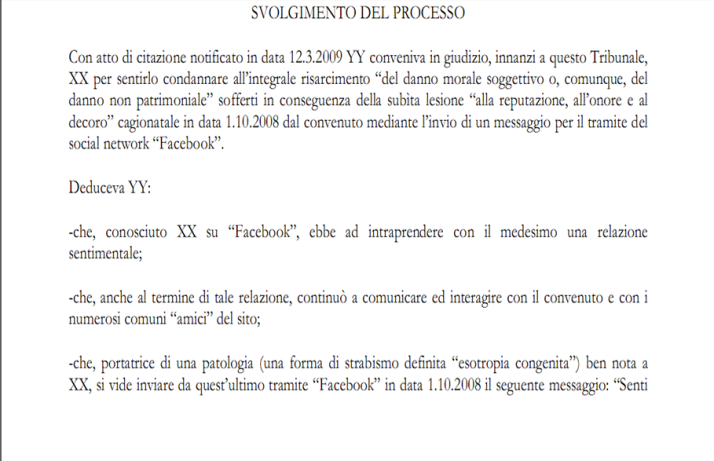 SVOLGIMENTO DEL PROCESSO
Con atto di citazione notificato in data 12.3.2009 YY conveniva in giudizio, innanzi a questo Tribunale,
XX per sentirlo condannare all'integrale risarcimento “del danno morale soggettivo o, comunque, del
danno non patrimoniale” sofferti in conseguenza della subìta lesione “alla reputazione, all'onore e al
decoro” cagionatale in data 1.10.2008 dal convenuto mediante l'invio di un messaggio per il tramite del
social network “Facebook”.
Deduceva YY:
-che, conosciuto XX su “Facebook”, ebbe ad intraprendere con il medesimo una relazione
sentimentale;
-che, anche al termine di tale relazione, continuò a comunicare ed interagire con il convenuto e con i
numerosi comuni “amici” del sito;
-che, portatrice di una patologia (una forma di strabismo definita “esotropia congenita”) ben nota a
XX, si vide inviare da quest'ultimo tramite “Facebook” in data 1.10.2008 il seguente messaggio: “Senti